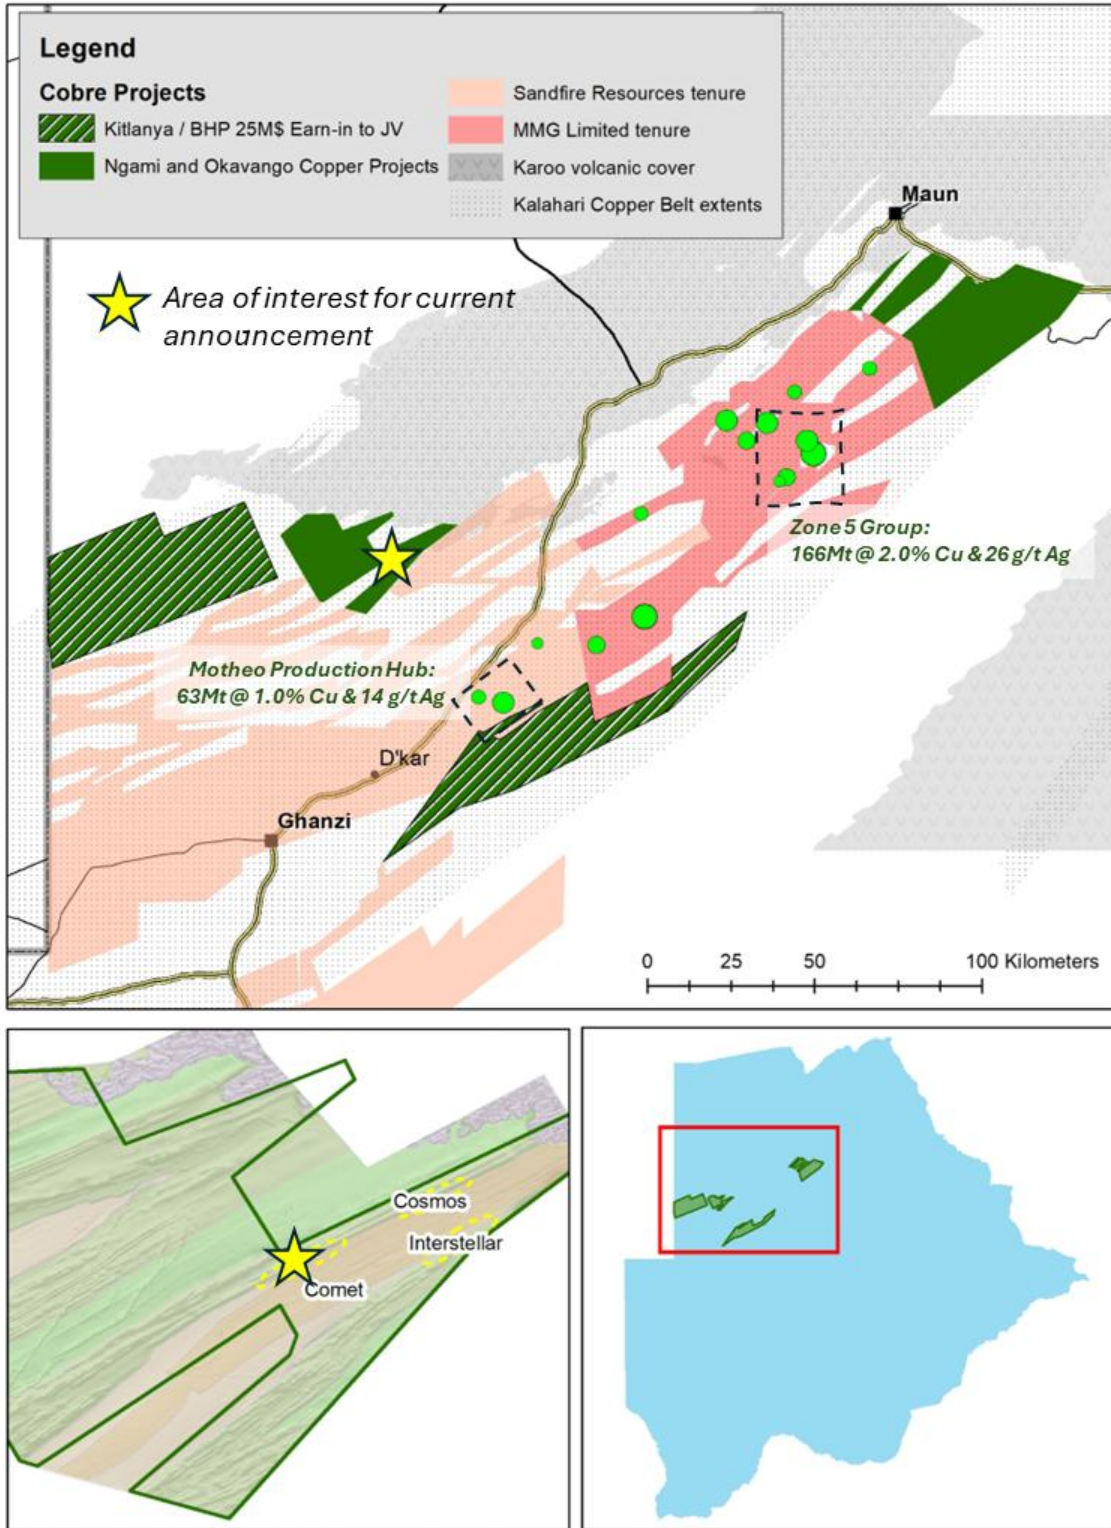 Legend
Cobre Projects
Kitlanya / BHP 25M$ Earn-in to JV
Ngami and Okavango Copper Projects
Sandfire Resources tenure
MMG Limited tenure
Karoo volcanic cover
Kalahari Copper Belt extents
Maun
Area of interest for current
announcement
Zone 5 Group:
166Mt @ 2.0% Cu & 26 g/t Ag
Motheo Production Hub:
63Mt @ 1.0% Cu & 14 g/t Ag
D'kar
Ghanzi
0 25 50 100 Kilometers
Cosmos
Interstellar
Comet